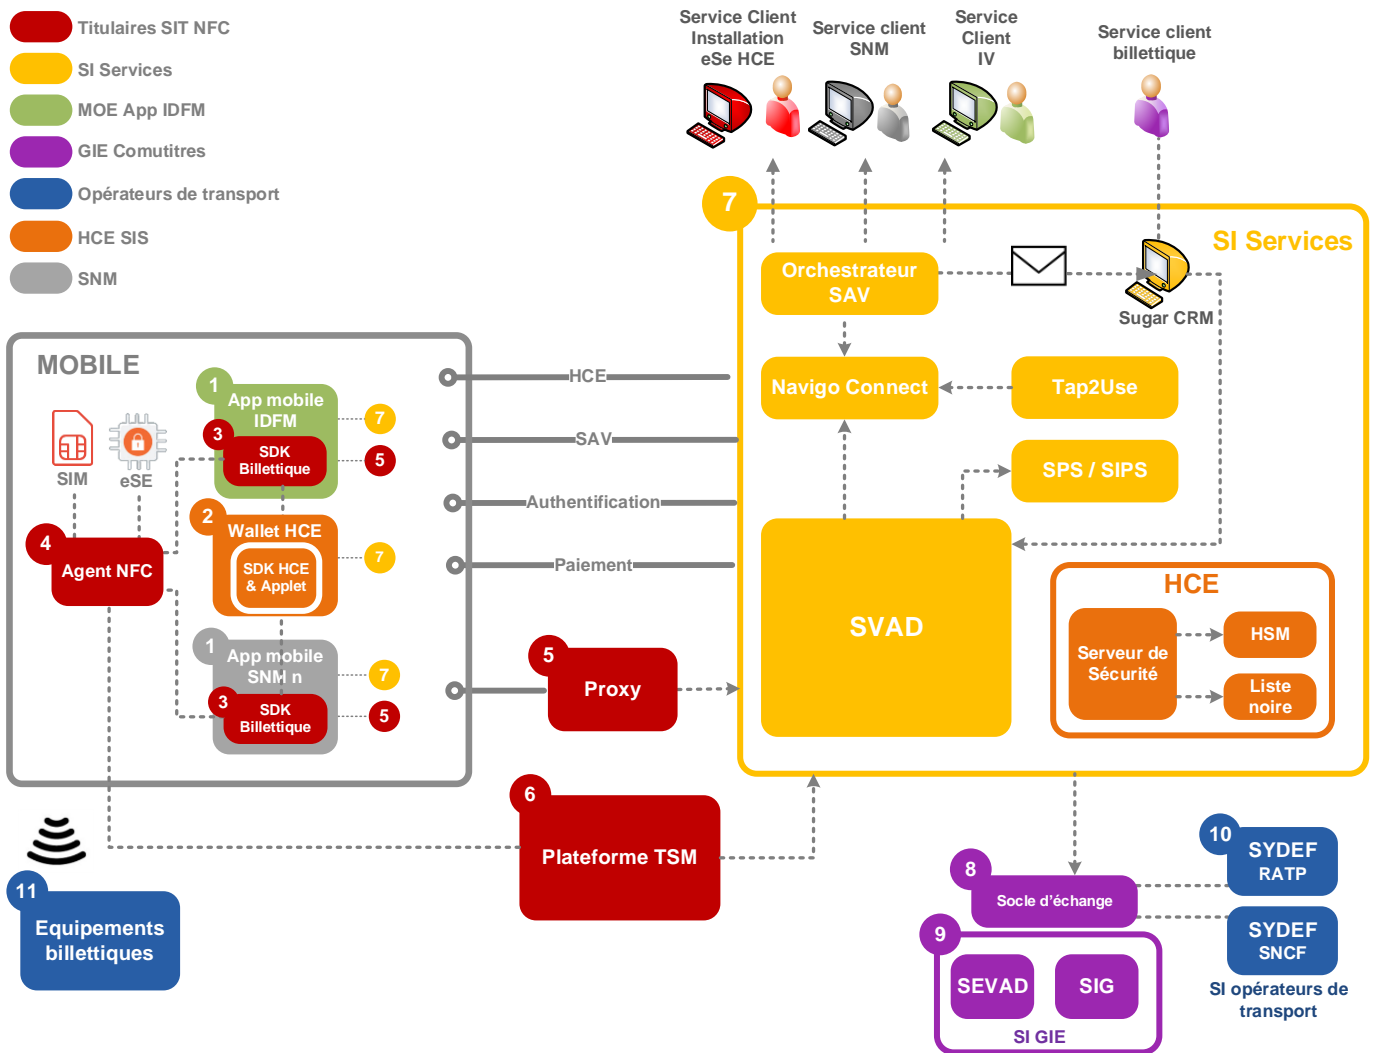 Titulaires SIT NFC
SI Services
MOE App IDFM
GIE Comutitres
Opérateurs de transport
HCE SIS
SNM
Service Client
Installation
eSe HCE
Service client
SNM
Service
Client
IV
Service client
billettique
7
SI Services
Orchestrateur
SAV
Sugar CRM
Navigo Connect
Tap2Use
SPS / SIPS
SVAD
HCE
Serveur de
Sécurité
HSM
Liste
noire
MOBILE
SIM
eSE
1
App mobile
IDFM
7
3
SDK
Billettique
5
2
Wallet HCE
SDK HCE
& Applet
7
4
Agent NFC
1
App mobile
SNM n
7
3
SDK
Billettique
5
HCE
SAV
Authentification
Paiement
5
Proxy
6
Plateforme TSM
11
Equipements
billettiques
8
Socle d'échange
9
SEVAD
SIG
SI GIE
10
SYDEF
RATP
SYDEF
SNCF
SI opérateurs de
transport